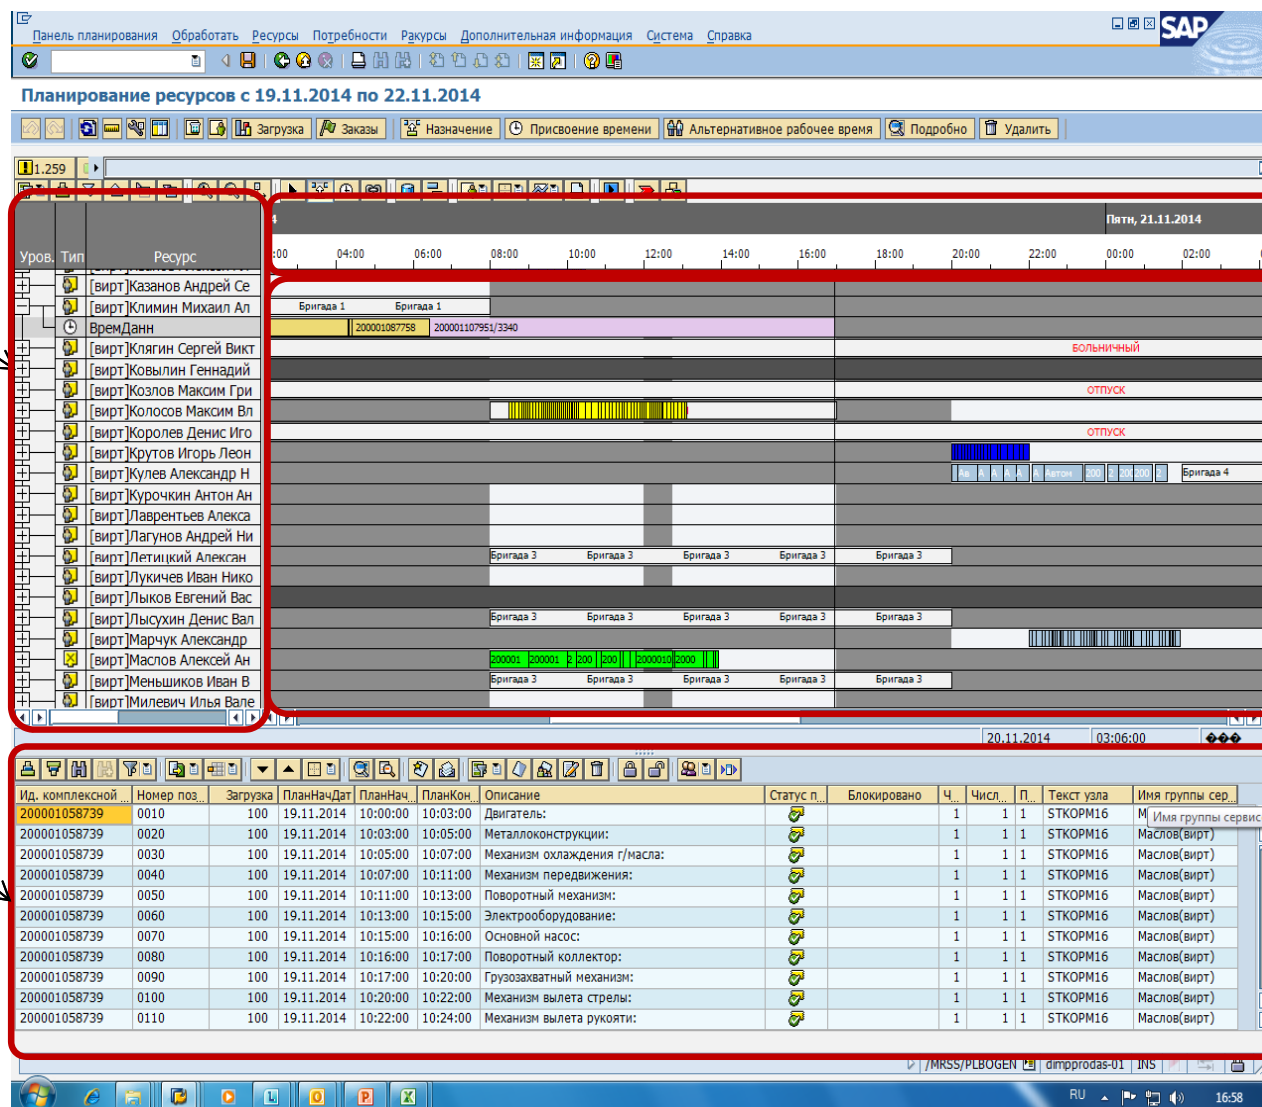 Панель планирования Обработать Ресурсы Потребности Ракурсы Дополнительная информация Система Справка
SAP
Планирование ресурсов с 19.11.2014 по 22.11.2014
Загрузка Заказы Назначение Присвоение времени Альтернативное рабочее время Подробно Удалить
1.259
4 Пятн, 21.11.2014
Уров. Тип Ресурс :00 04:00 06:00 08:00 10:00 12:00 14:00 16:00 18:00 20:00 22:00 00:00 02:00
[вирт]Казанов Андрей Се
[вирт]Климин Михаил Ал Бригада 1 Бригада 1
ВремДанн 200001087758 200001107951/3340
[вирт]Клягин Сергей Викт БОЛЬНИЧНЫЙ
[вирт]Ковылин Геннадий
[вирт]Козлов Максим Гри ОТПУСК
[вирт]Колосов Максим Вл
[вирт]Королев Денис Иго ОТПУСК
[вирт]Крутов Игорь Леон
[вирт]Кулев Александр Н Ав А А А А А Автом 200 2 200 200 2 Бригада 4
[вирт]Курочкин Антон Ан
[вирт]Лаврентьев Алекса
[вирт]Лагунов Андрей Ни
[вирт]Летицкий Алексан Бригада 3 Бригада 3 Бригада 3 Бригада 3 Бригада 3
[вирт]Лукичев Иван Нико
[вирт]Лыков Евгений Вас
[вирт]Лысухин Денис Вал Бригада 3 Бригада 3 Бригада 3 Бригада 3 Бригада 3
[вирт]Марчук Александр
[вирт]Маслов Алексей Ан 200001 200001 2 200 200 2000010 2000
[вирт]Меньшиков Иван В Бригада 3 Бригада 3 Бригада 3 Бригада 3 Бригада 3
[вирт]Милевич Илья Вале
20.11.2014 03:06:00 ���
Ид. комплексной ... Номер поз... Загрузка ПланНачДат ПланНач... ПланКон... Описание Статус п... Блокировано Ч... Числ... П... Текст узла Имя группы сер...
200001058739 0010 100 19.11.2014 10:00:00 10:03:00 Двигатель: 1 1 1 STKOPM16 М Имя группы сервис
200001058739 0020 100 19.11.2014 10:03:00 10:05:00 Металлоконструкции: 1 1 1 STKOPM16 Маслов(вирт)
200001058739 0030 100 19.11.2014 10:05:00 10:07:00 Механизм охлаждения г/масла: 1 1 1 STKOPM16 Маслов(вирт)
200001058739 0040 100 19.11.2014 10:07:00 10:11:00 Механизм передвижения: 1 1 1 STKOPM16 Маслов(вирт)
200001058739 0050 100 19.11.2014 10:11:00 10:13:00 Поворотный механизм: 1 1 1 STKOPM16 Маслов(вирт)
200001058739 0060 100 19.11.2014 10:13:00 10:15:00 Электрооборудование: 1 1 1 STKOPM16 Маслов(вирт)
200001058739 0070 100 19.11.2014 10:15:00 10:16:00 Основной насос: 1 1 1 STKOPM16 Маслов(вирт)
200001058739 0080 100 19.11.2014 10:16:00 10:17:00 Поворотный коллектор: 1 1 1 STKOPM16 Маслов(вирт)
200001058739 0090 100 19.11.2014 10:17:00 10:20:00 Грузозахватный механизм: 1 1 1 STKOPM16 Маслов(вирт)
200001058739 0100 100 19.11.2014 10:20:00 10:22:00 Механизм вылета стрелы: 1 1 1 STKOPM16 Маслов(вирт)
200001058739 0110 100 19.11.2014 10:22:00 10:24:00 Механизм вылета рукояти: 1 1 1 STKOPM16 Маслов(вирт)
/MRSS/PLBOGEN dimpprodas-01 INS
RU 16:58